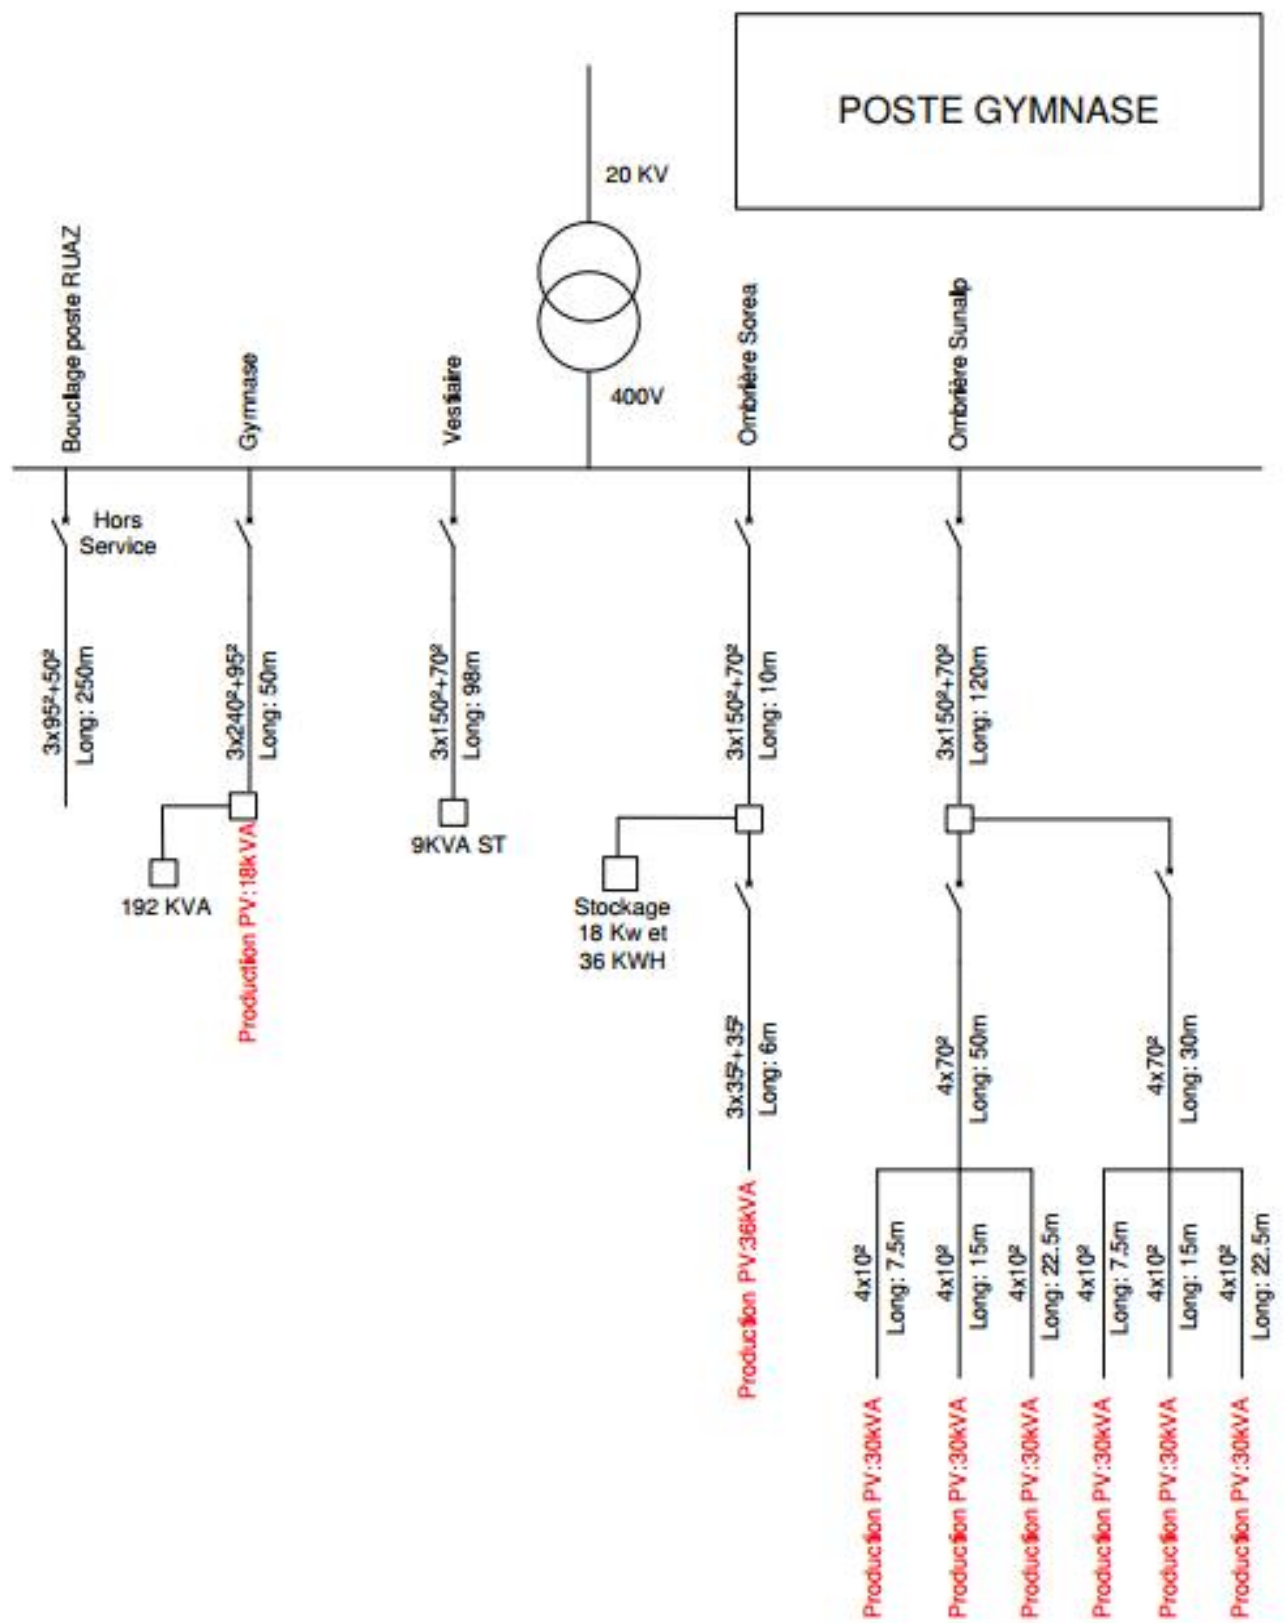 POSTE GYMNASE
20 KV
400V
Bouclage poste RUAZ
Gymnase
Vestiaire
Ombrière Sorea
Ombrière Sunalp
Hors
Service
3x95²+50²
Long: 250m
3x240²+95²
Long: 50m
3x150²+70²
Long: 98m
3x150²+70²
Long: 10m
3x150²+70²
Long: 120m
192 KVA
Production PV:18kVA
9KVA ST
Stockage
18 Kw et
36 KWH
3x35²+35²
Long: 6m
Production PV:36kVA
4x70²
Long: 50m
4x70²
Long: 30m
4x10²
Long: 7.5m
4x10²
Long: 15m
4x10²
Long: 22.5m
4x10²
Long: 7.5m
4x10²
Long: 15m
4x10²
Long: 22.5m
Production PV:30kVA
Production PV:30kVA
Production PV:30kVA
Production PV:30kVA
Production PV:30kVA
Production PV:30kVA